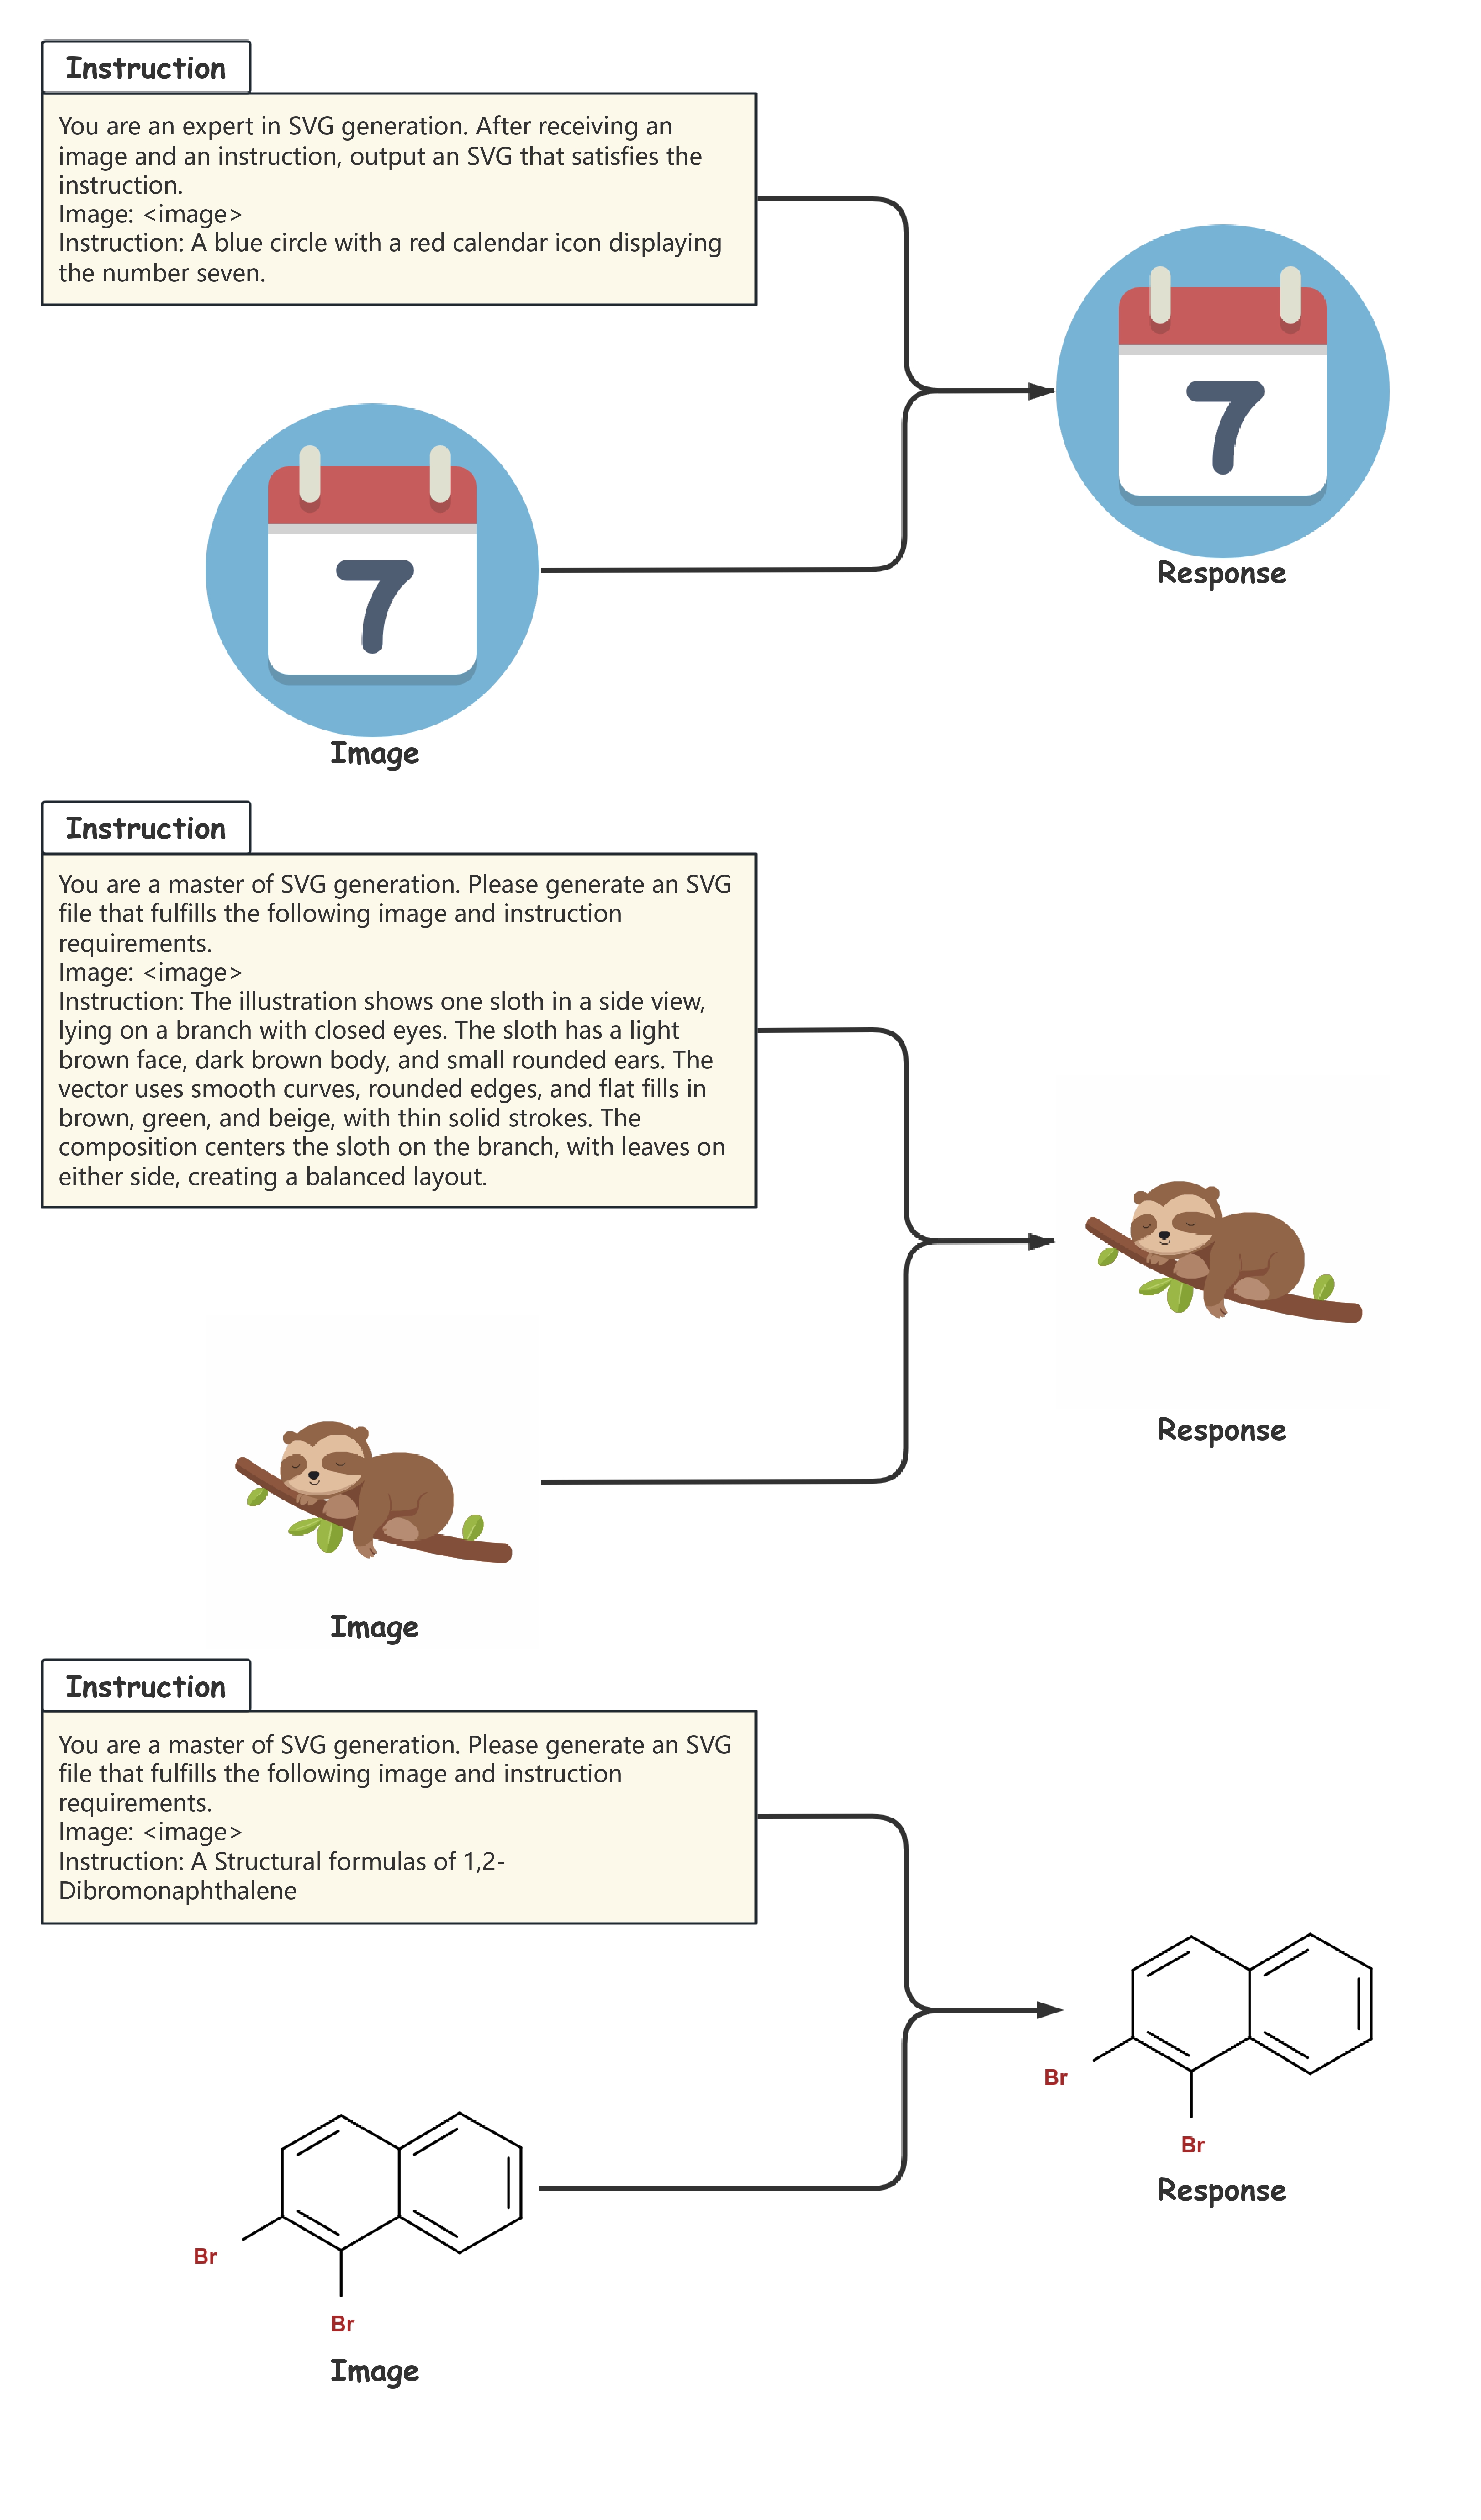 Instruction
You are an expert in SVG generation. After receiving an
image and an instruction, output an SVG that satisfies the
instruction.
Image: <image>
Instruction: A blue circle with a red calendar icon displaying
the number seven.
7
Response
7
Image
Instruction
You are a master of SVG generation. Please generate an SVG
file that fulfills the following image and instruction
requirements.
Image: <image>
Instruction: The illustration shows one sloth in a side view,
lying on a branch with closed eyes. The sloth has a light
brown face, dark brown body, and small rounded ears. The
vector uses smooth curves, rounded edges, and flat fills in
brown, green, and beige, with thin solid strokes. The
composition centers the sloth on the branch, with leaves on
either side, creating a balanced layout.
Response
Image
Instruction
You are a master of SVG generation. Please generate an SVG
file that fulfills the following image and instruction
requirements.
Image: <image>
Instruction: A Structural formulas of 1,2-
Dibromonaphthalene
Br
Br
Response
Br
Br
Image